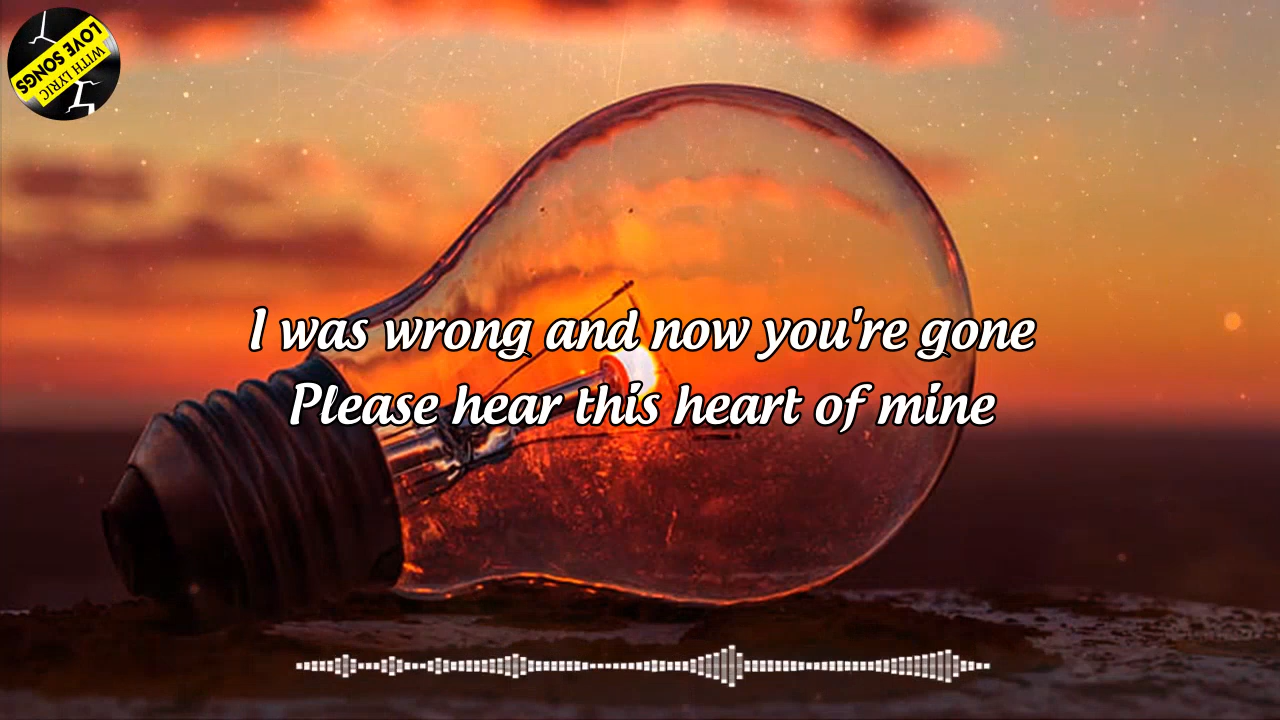 LOVE SONGS
WITH LYRIC
I was wrong and now you're gone
Please hear this heart of mine